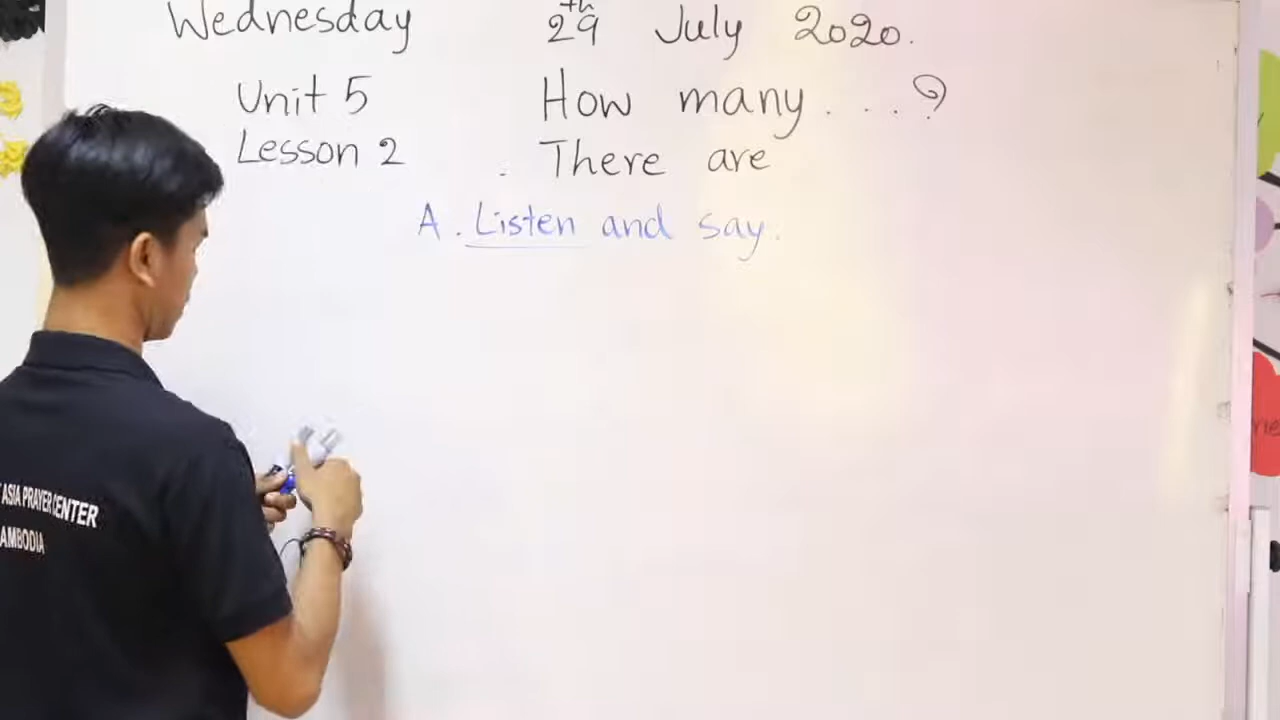 Wednesday 29th July 2020.
Unit 5 How many . . . ?
Lesson 2 There are
A. Listen and say.
ASIA PRAYER CENTER
AMBODIA